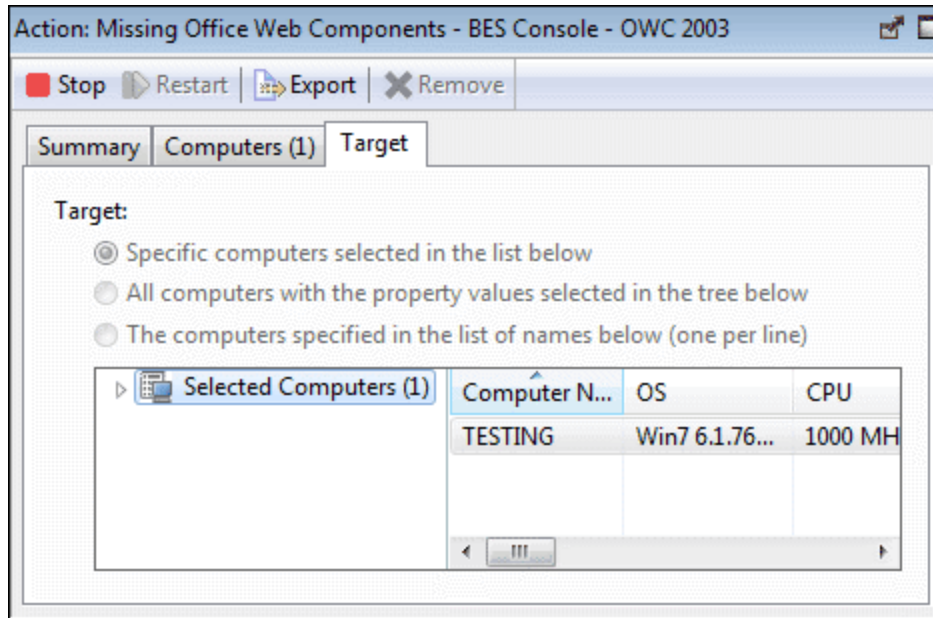 Action: Missing Office Web Components - BES Console - OWC 2003
Stop Restart Export Remove
Summary Computers (1) Target
Target:
Specific computers selected in the list below
All computers with the property values selected in the tree below
The computers specified in the list of names below (one per line)
Selected Computers (1) Computer N... OS CPU
TESTING Win7 6.1.76... 1000 MH